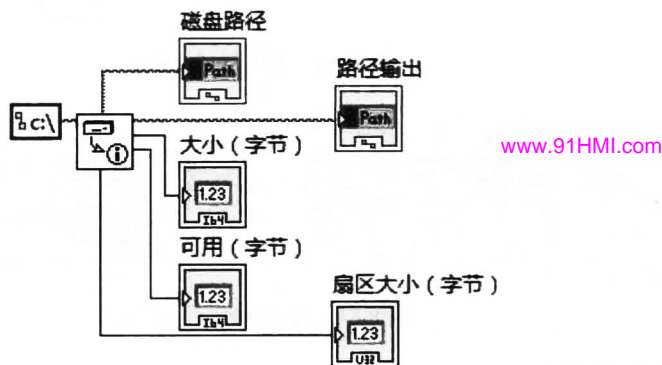 磁盘路径
Path
路径输出
Path
C:\
大小（字节）
1.23
I64
www.91HMI.com
可用（字节）
1.23
I64
扇区大小（字节）
1.23
U32